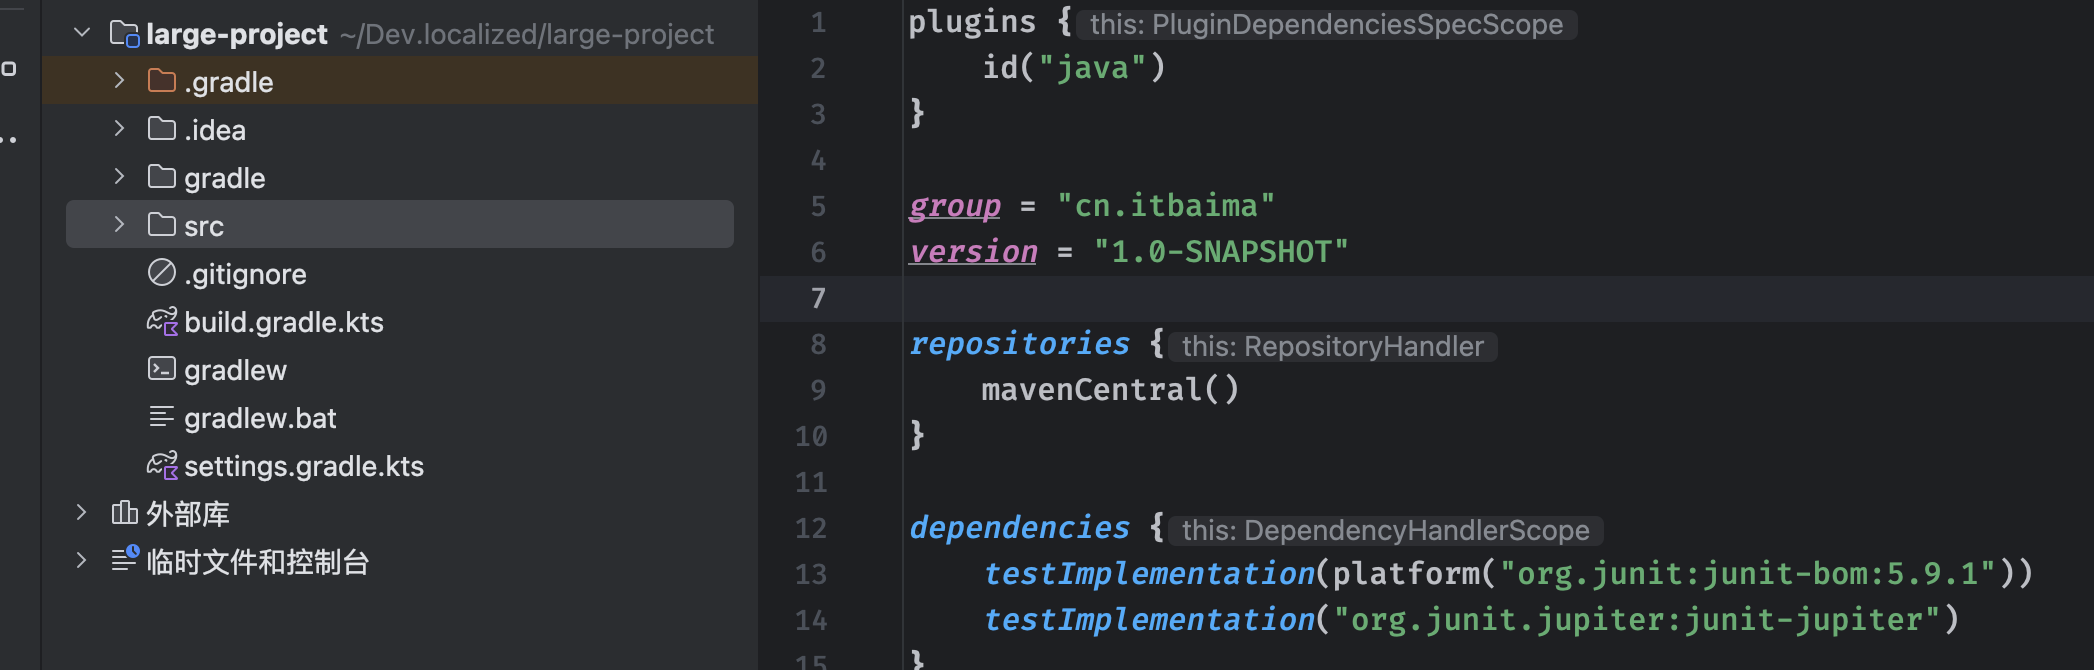 large-project ~/Dev.localized/large-project
.gradle
.idea
gradle
src
.gitignore
build.gradle.kts
gradlew
gradlew.bat
settings.gradle.kts
外部库
临时文件和控制台
1 plugins { this: PluginDependenciesSpecScope
2 id("java")
3 }
4
5 group = "cn.itbaima"
6 version = "1.0-SNAPSHOT"
7
8 repositories { this: RepositoryHandler
9 mavenCentral()
10 }
11
12 dependencies { this: DependencyHandlerScope
13 testImplementation(platform("org.junit:junit-bom:5.9.1"))
14 testImplementation("org.junit.jupiter:junit-jupiter")
15 }